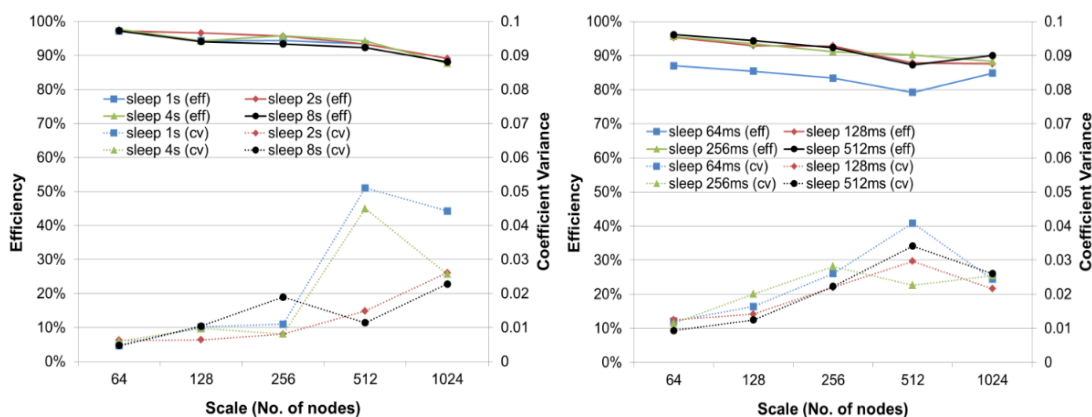 100%
90%
80%
70%
60%
50%
40%
30%
20%
10%
0%
Efficiency
0.1
0.09
0.08
0.07
0.06
0.05
0.04
0.03
0.02
0.01
0
Coefficient Variance
sleep 1s (eff) sleep 2s (eff)
sleep 4s (eff) sleep 8s (eff)
sleep 1s (cv) sleep 2s (cv)
sleep 4s (cv) sleep 8s (cv)
64 128 256 512 1024
Scale (No. of nodes)
100%
90%
80%
70%
60%
50%
40%
30%
20%
10%
0%
Efficiency
0.1
0.09
0.08
0.07
0.06
0.05
0.04
0.03
0.02
0.01
0
Coefficient Variance
sleep 64ms (eff) sleep 128ms (eff)
sleep 256ms (eff) sleep 512ms (eff)
sleep 64ms (cv) sleep 128ms (cv)
sleep 256ms (cv) sleep 512ms (cv)
64 128 256 512 1024
Scale (No. of nodes)